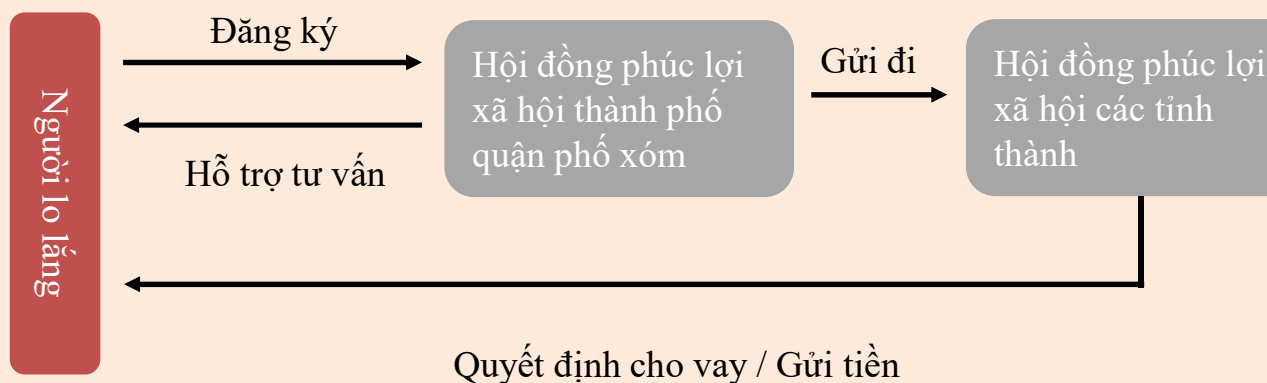 Người lo lắng
Đăng ký
Hỗ trợ tư vấn
Hội đồng phúc lợi
xã hội thành phố
quận phố xóm
Gửi đi
Hội đồng phúc lợi
xã hội các tỉnh
thành
Quyết định cho vay / Gửi tiền